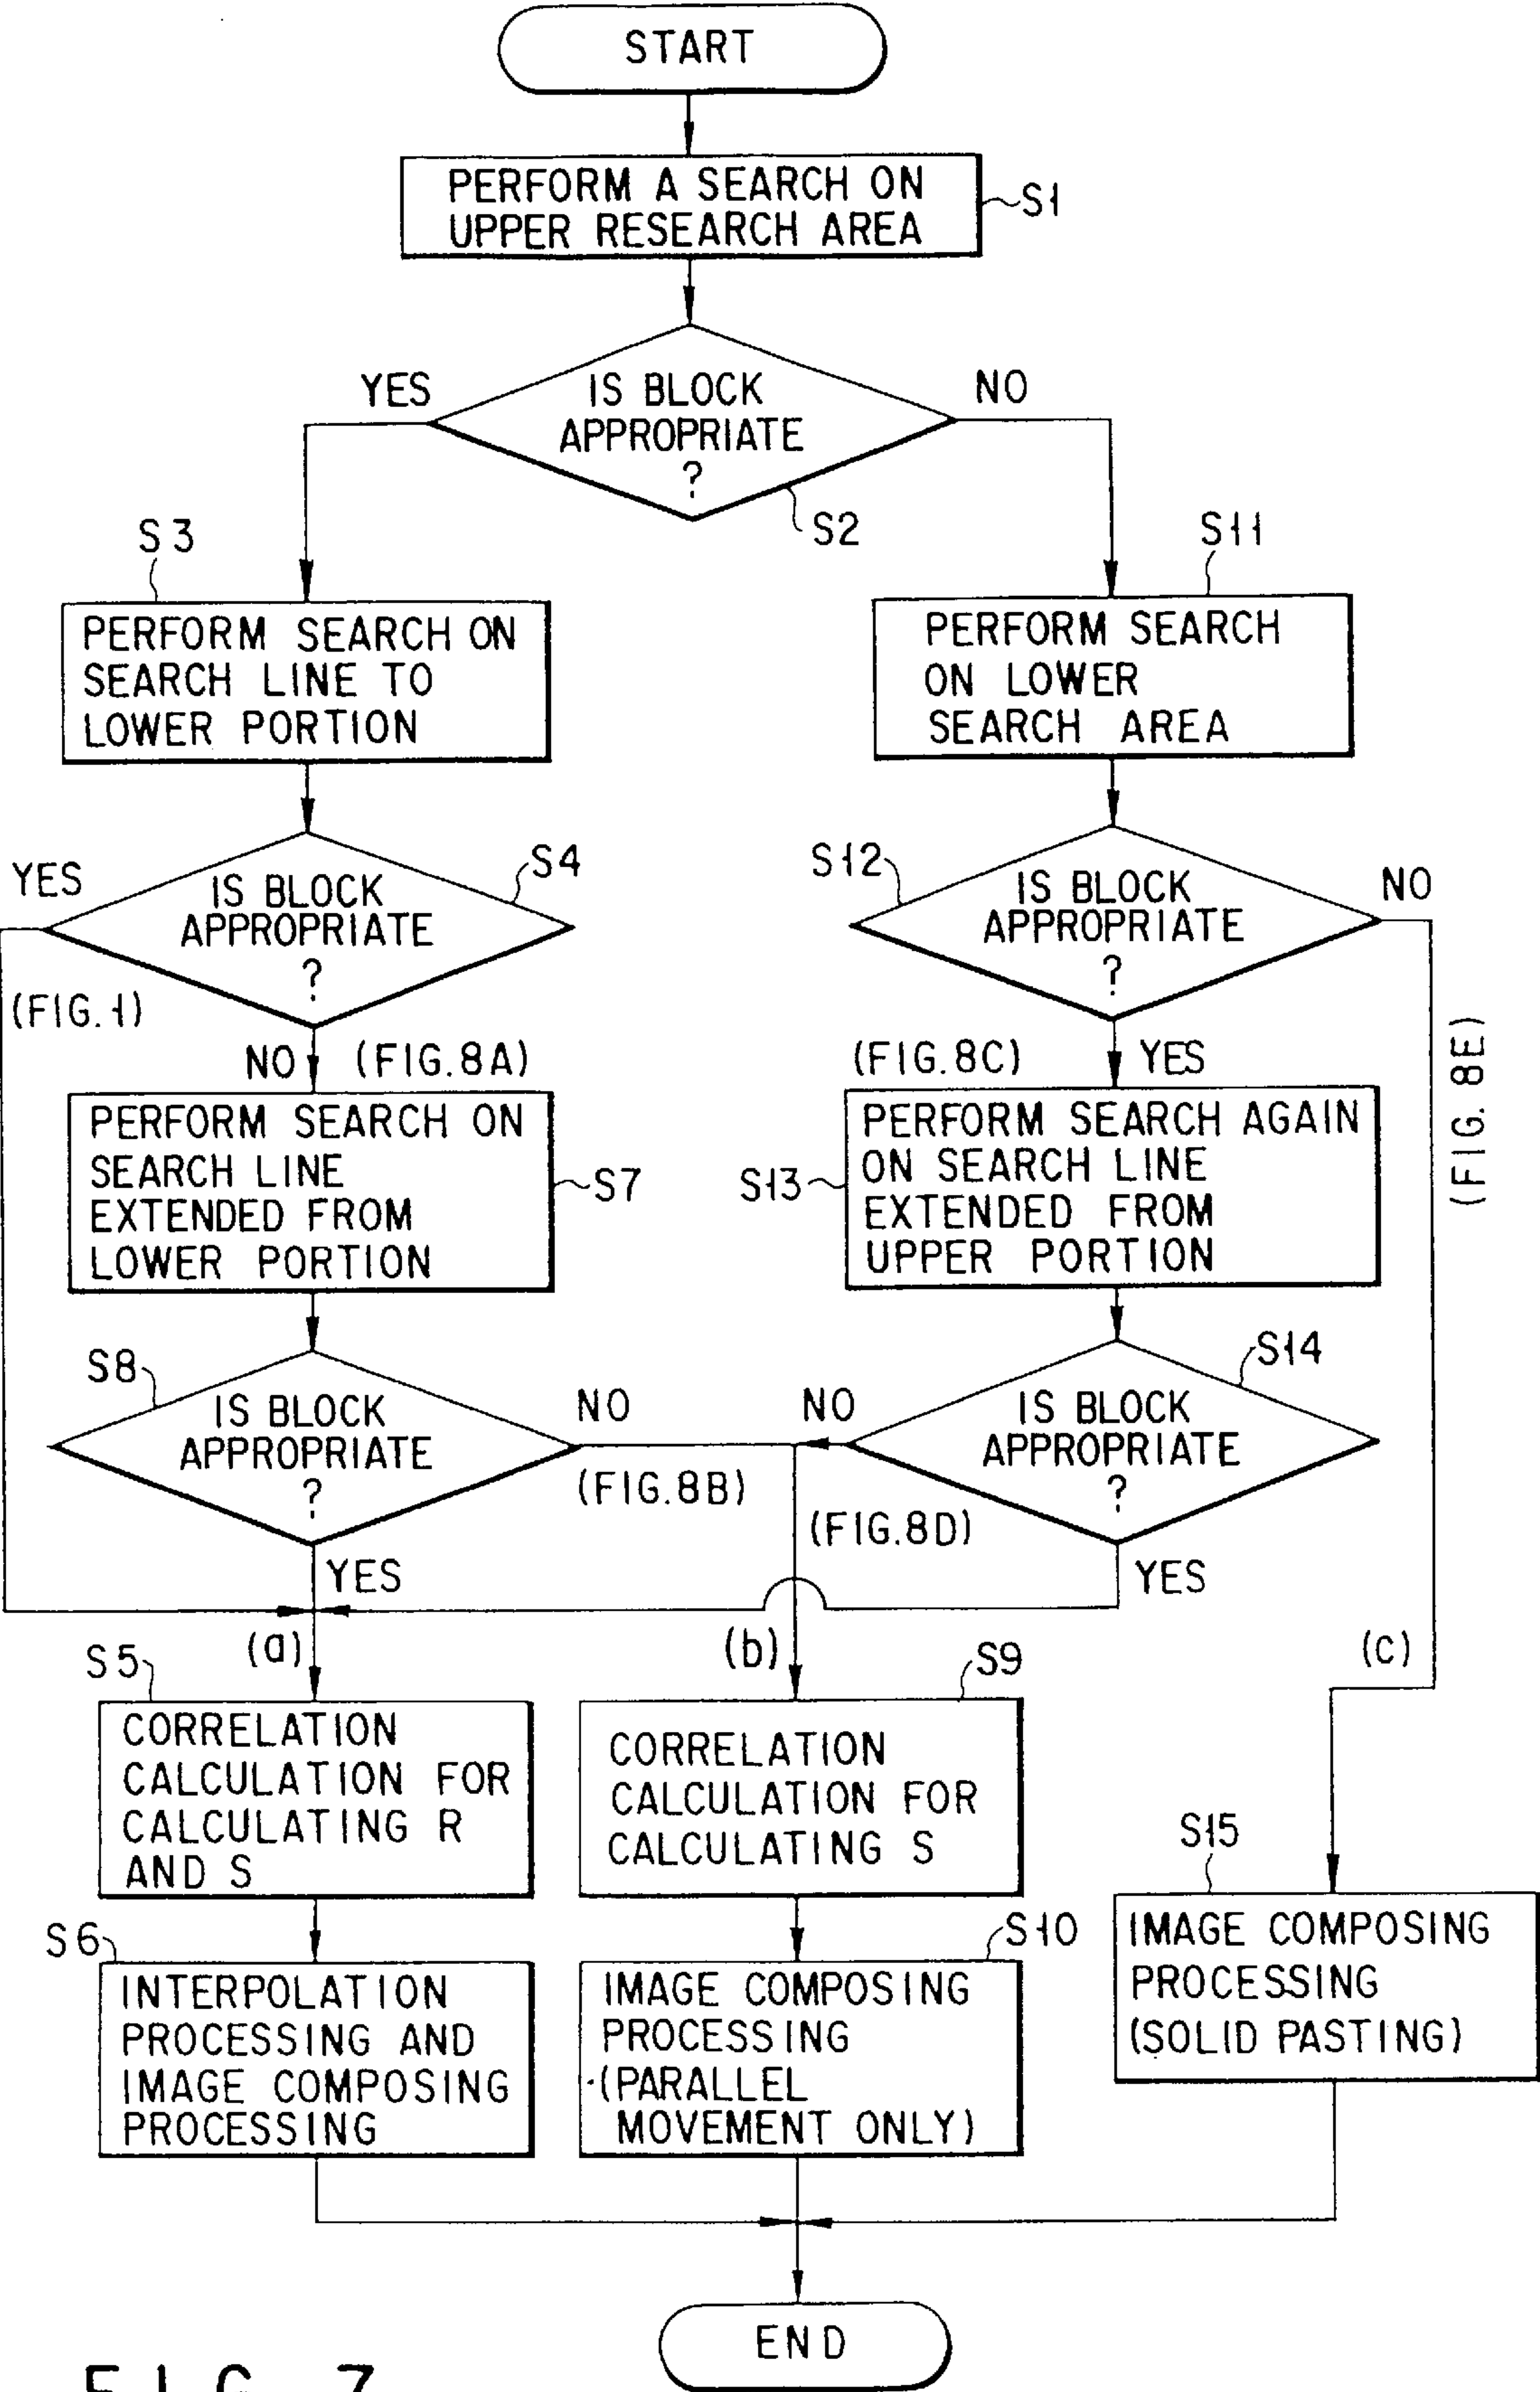 START
PERFORM A SEARCH ON
UPPER RESEARCH AREA
S1
YES
IS BLOCK
APPROPRIATE
?
NO
S2
S3
PERFORM SEARCH ON
SEARCH LINE TO
LOWER PORTION
S11
PERFORM SEARCH
ON LOWER
SEARCH AREA
YES
IS BLOCK
APPROPRIATE
?
S4
(FIG.1)
NO
(FIG.8A)
S12
IS BLOCK
APPROPRIATE
?
NO
(FIG.8C)
YES
(FIG. 8E)
PERFORM SEARCH ON
SEARCH LINE
EXTENDED FROM
LOWER PORTION
S7
S13
PERFORM SEARCH AGAIN
ON SEARCH LINE
EXTENDED FROM
UPPER PORTION
S8
IS BLOCK
APPROPRIATE
?
NO
(FIG.8B)
YES
S14
NO
IS BLOCK
APPROPRIATE
?
(FIG.8D)
YES
(a)
(b)
(c)
S5
CORRELATION
CALCULATION FOR
CALCULATING R
AND S
S9
CORRELATION
CALCULATION FOR
CALCULATING S
S15
IMAGE COMPOSING
PROCESSING
(SOLID PASTING)
S6
INTERPOLATION
PROCESSING AND
IMAGE COMPOSING
PROCESSING
S10
IMAGE COMPOSING
PROCESSING
(PARALLEL
MOVEMENT ONLY)
END
FIG. 7